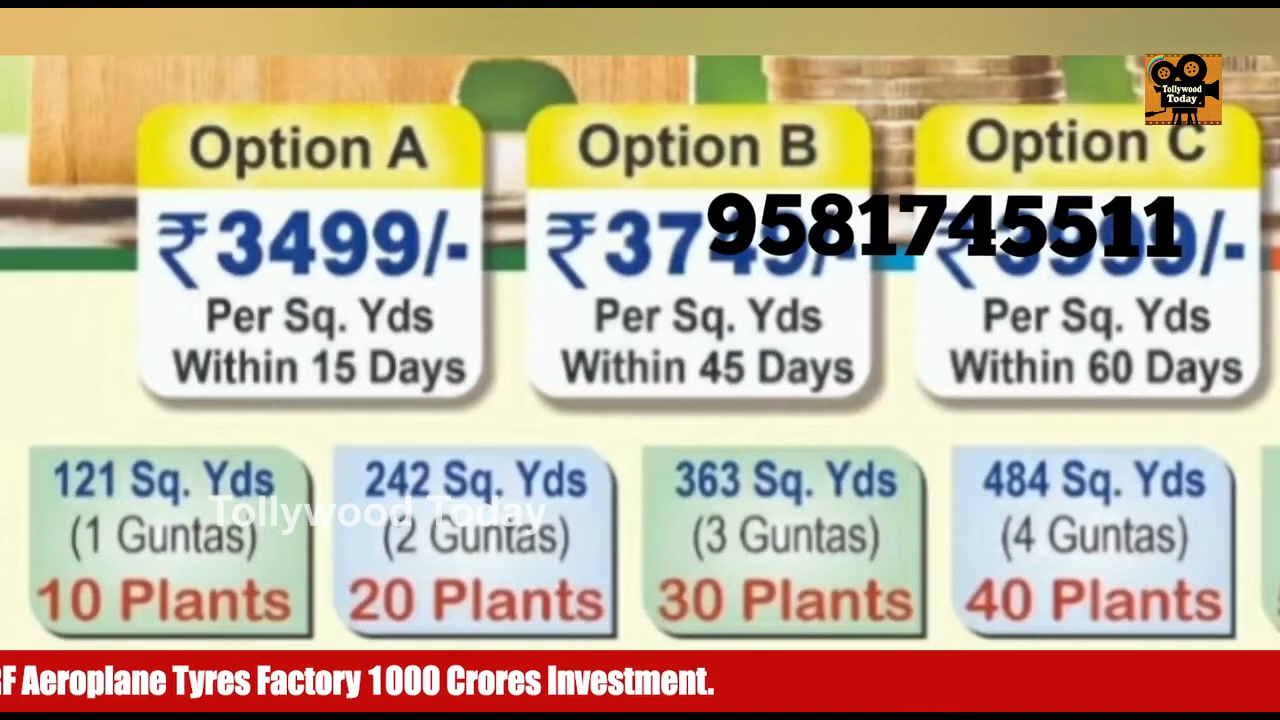 Tollywood
Today
Option A
Option B
Option C
₹3499/-
₹3749/-
₹3999/-
9581745511
Per Sq. Yds
Within 15 Days
Per Sq. Yds
Within 45 Days
Per Sq. Yds
Within 60 Days
121 Sq. Yds
(1 Guntas)
10 Plants
242 Sq. Yds
(2 Guntas)
20 Plants
363 Sq. Yds
(3 Guntas)
30 Plants
484 Sq. Yds
(4 Guntas)
40 Plants
Tollywood Today
Aeroplane Tyres Factory 1000 Crores Investment.